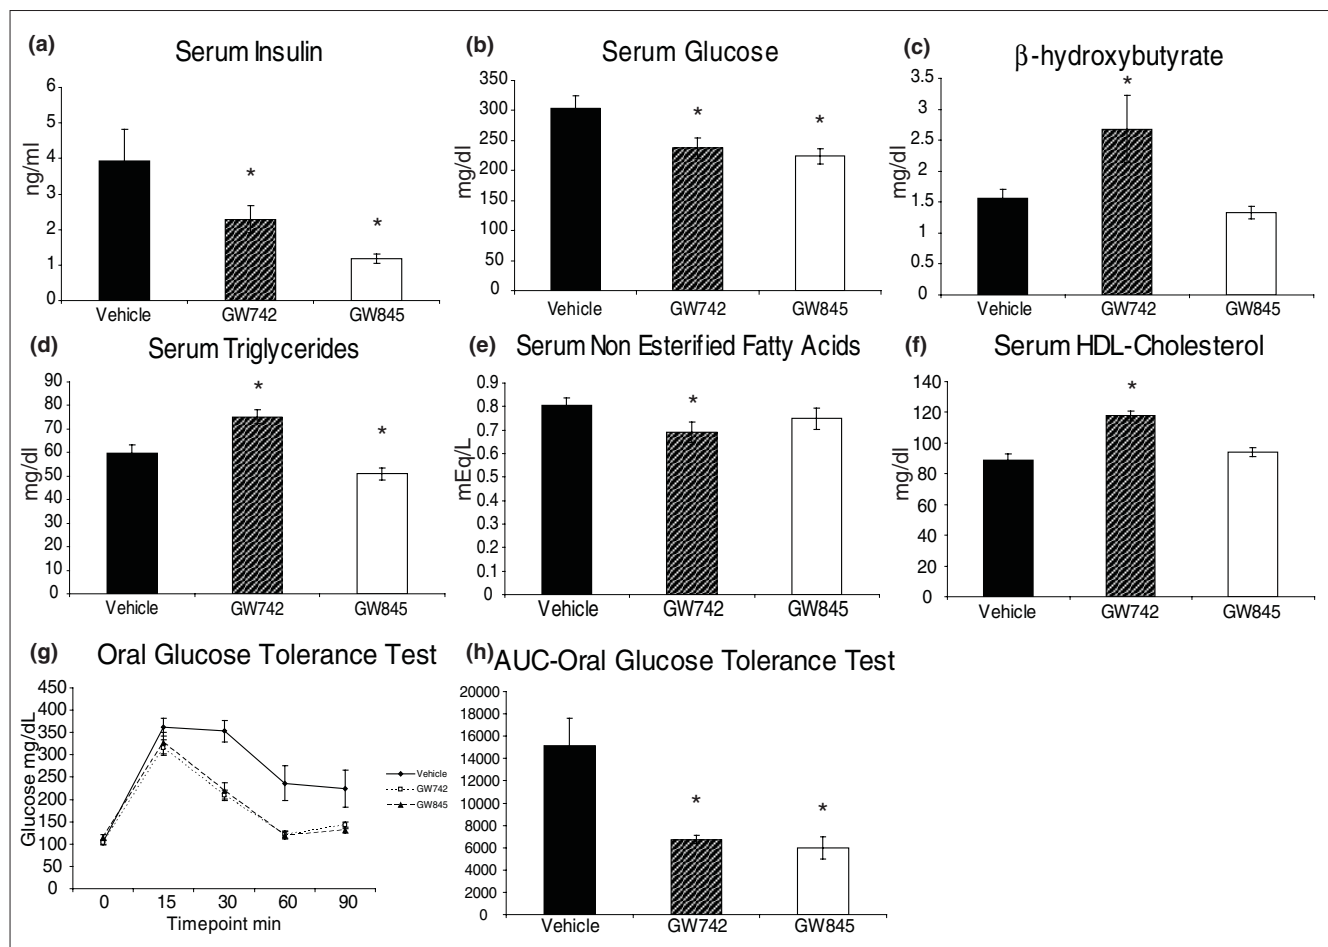 (a)
Serum Insulin
ng/ml
6
5
4
3
2
1
0
*
*
Vehicle
GW742
GW845
(b)
Serum Glucose
mg/dl
350
300
250
200
150
100
50
0
*
*
Vehicle
GW742
GW845
(c)
β-hydroxybutyrate
mg/dl
3.5
3
2.5
2
1.5
1
0.5
0
*
Vehicle
GW742
GW845
(d)
Serum Triglycerides
mg/dl
90
80
70
60
50
40
30
20
10
0
*
*
Vehicle
GW742
GW845
(e)
Serum Non Esterified Fatty Acids
mEq/L
0.9
0.8
0.7
0.6
0.5
0.4
0.3
0.2
0.1
0
*
Vehicle
GW742
GW845
(f)
Serum HDL-Cholesterol
mg/dl
140
120
100
80
60
40
20
0
*
Vehicle
GW742
GW845
(g)
Oral Glucose Tolerance Test
Glucose mg/dL
450
400
350
300
250
200
150
100
50
0
0
15
30
60
90
Timepoint min
Vehicle
GW742
GW845
(h)
AUC-Oral Glucose Tolerance Test
20000
18000
16000
14000
12000
10000
8000
6000
4000
2000
0
*
*
Vehicle
GW742
GW845